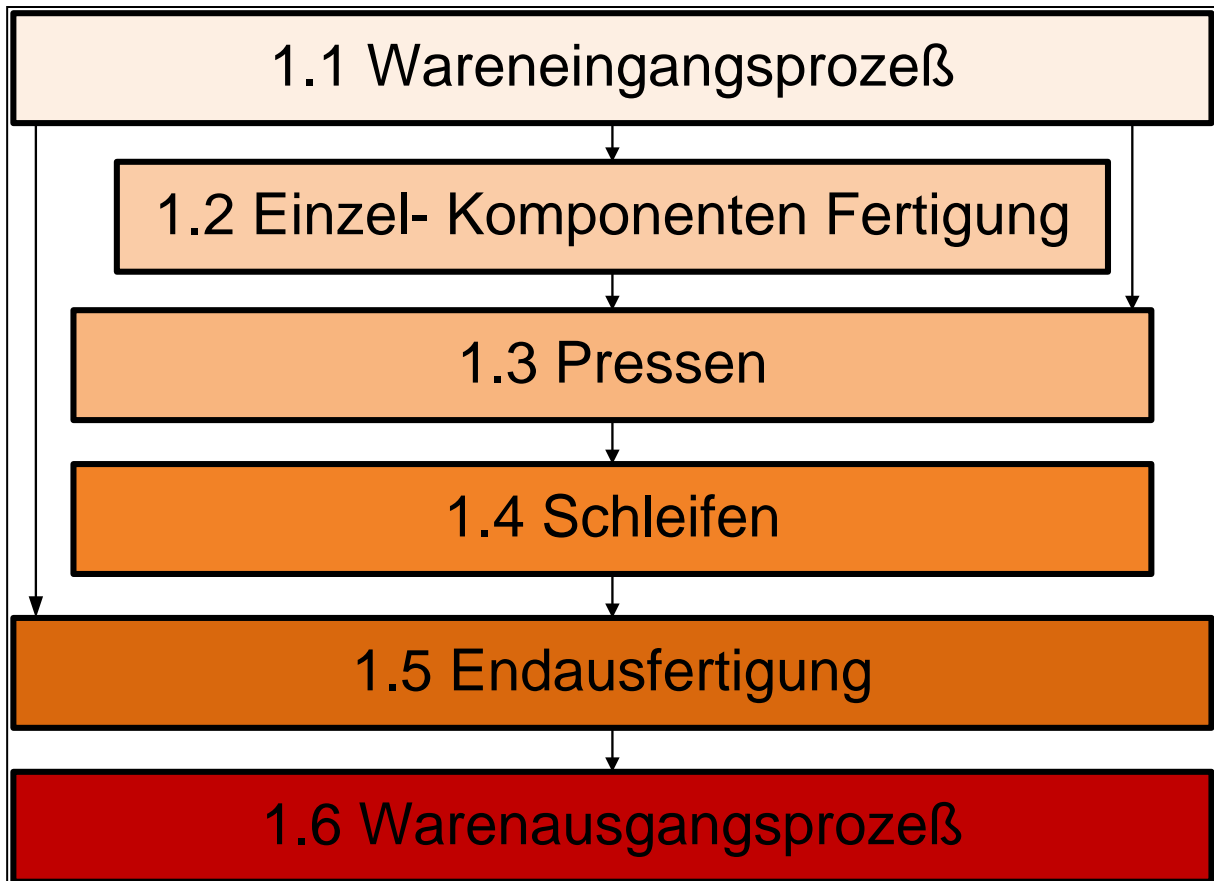 1.1 Wareneingangsprozeß
1.2 Einzel- Komponenten Fertigung
1.3 Pressen
1.4 Schleifen
1.5 Endausfertigung
1.6 Warenausgangsprozeß